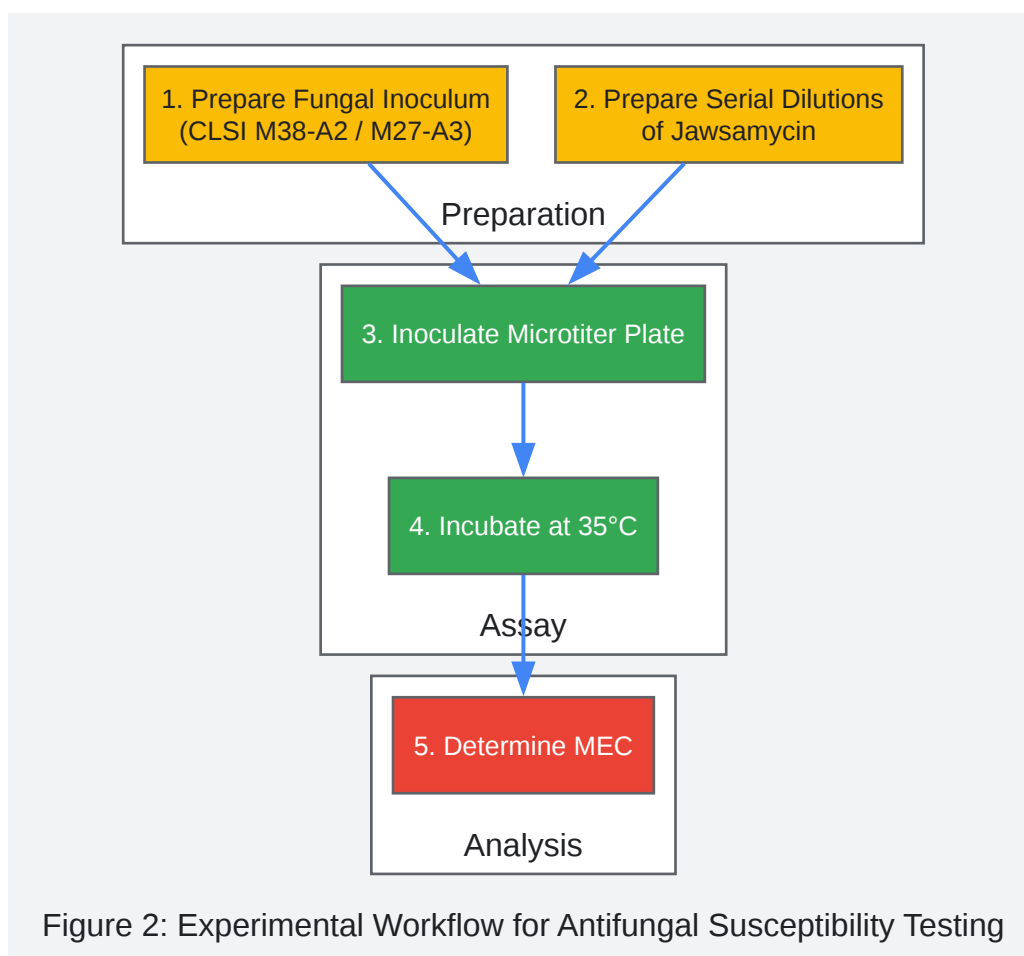 1. Prepare Fungal Inoculum
(CLSI M38-A2 / M27-A3)
2. Prepare Serial Dilutions
of Jawsamycin
Preparation
3. Inoculate Microtiter Plate
4. Incubate at 35°C
Assay
5. Determine MEC
Analysis
Figure 2: Experimental Workflow for Antifungal Susceptibility Testing